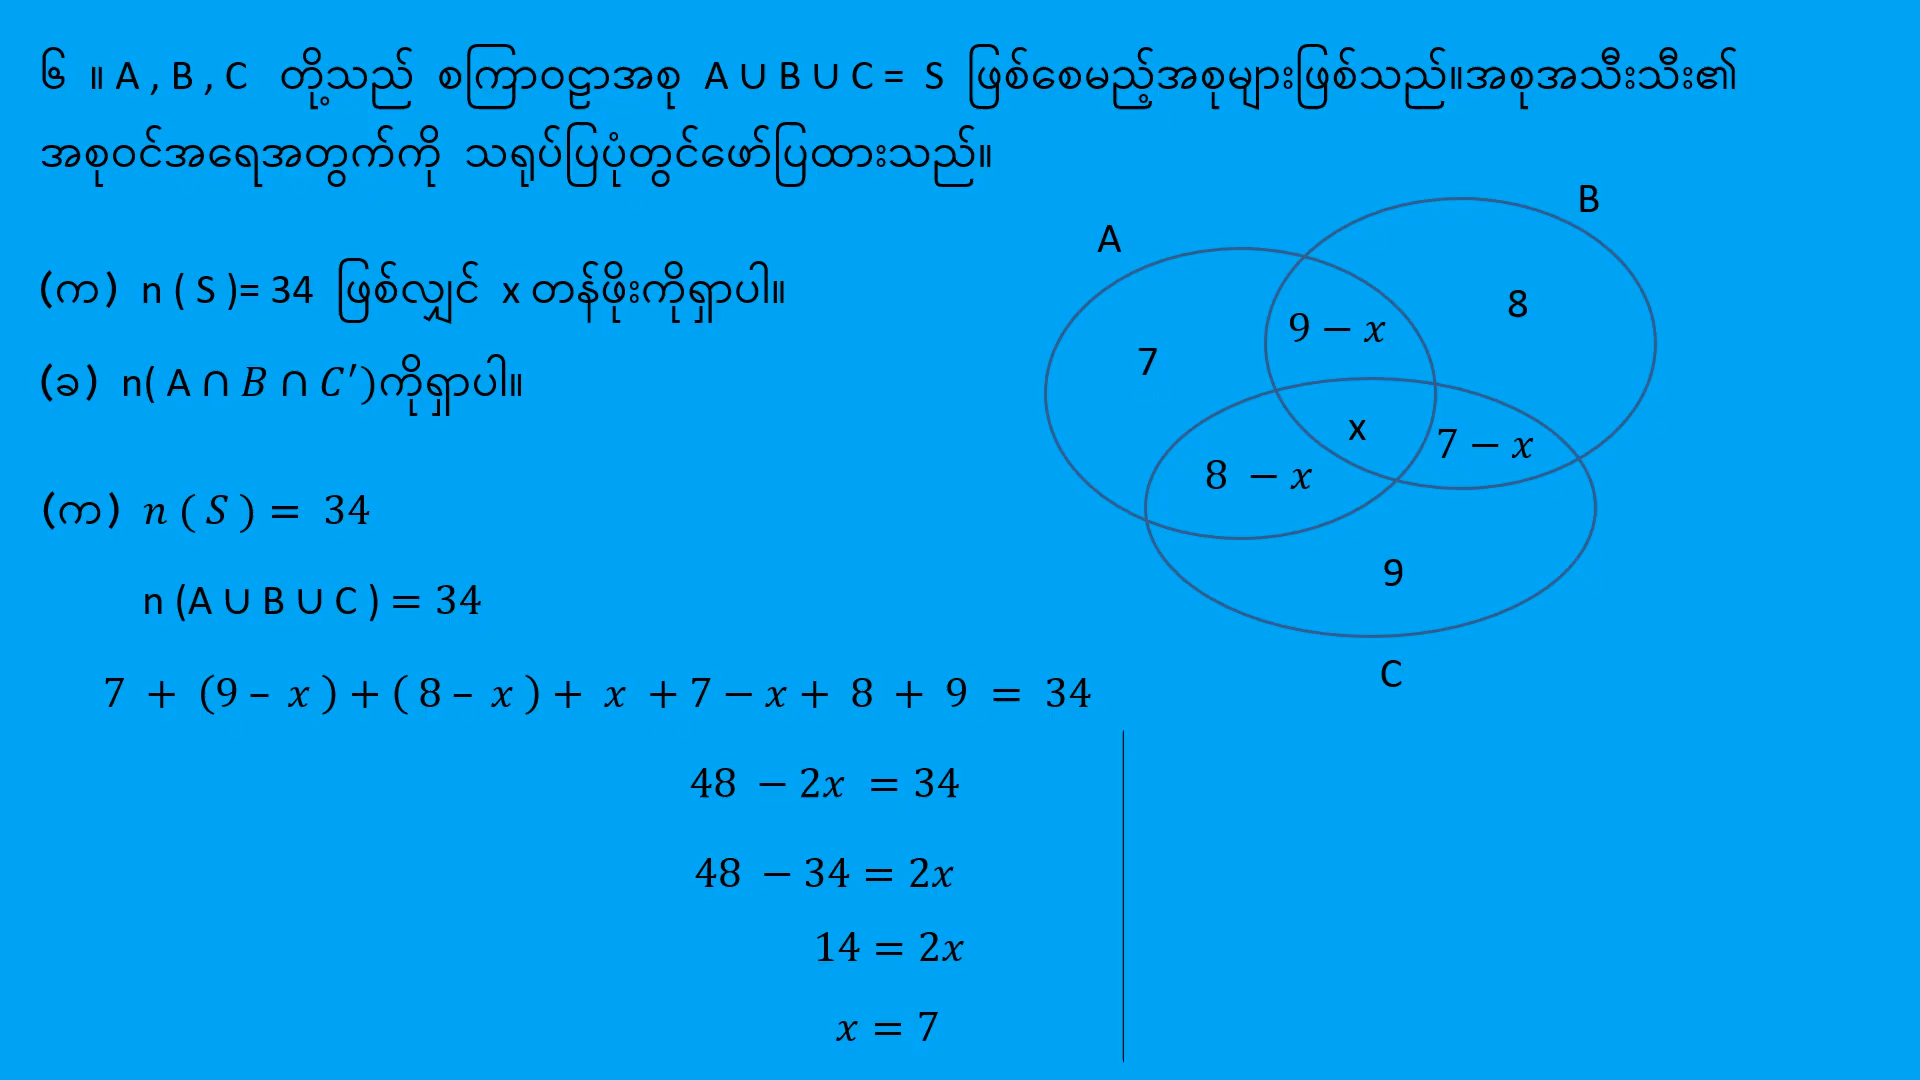 ၆ ။ A , B , C တို့သည် စကြာဝဠာအစု A ∪ B ∪ C = S ဖြစ်စေမည့်အစုများဖြစ်သည်။အစုအသီးသီး၏
အစုဝင်အရေအတွက်ကို သရုပ်ပြပုံတွင်ဖော်ပြထားသည်။
(က) n ( S )= 34 ဖြစ်လျှင် x တန်ဖိုးကိုရှာပါ။
(ခ) n( A ∩ B ∩ C′)ကိုရှာပါ။
A
B
7
9 − x
8
x
7 − x
8 − x
9
C
(က) n ( S ) = 34
n (A ∪ B ∪ C ) = 34
7 + (9 – x ) + ( 8 – x ) + x + 7 − x + 8 + 9 = 34
48 − 2x = 34
48 − 34 = 2x
14 = 2x
x = 7